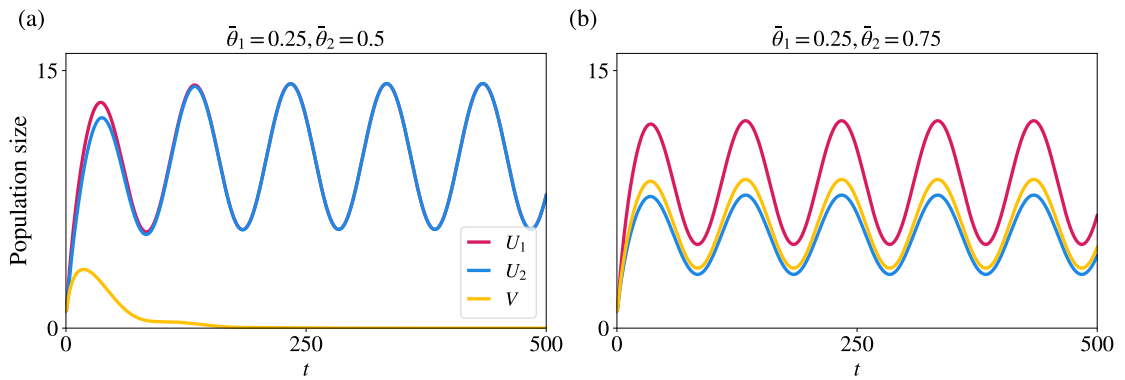 (a)
θ̄₁ = 0.25, θ̄₂ = 0.5
Population size
15
0
0
250
500
t
U₁
U₂
V
(b)
θ̄₁ = 0.25, θ̄₂ = 0.75
15
0
0
250
500
t